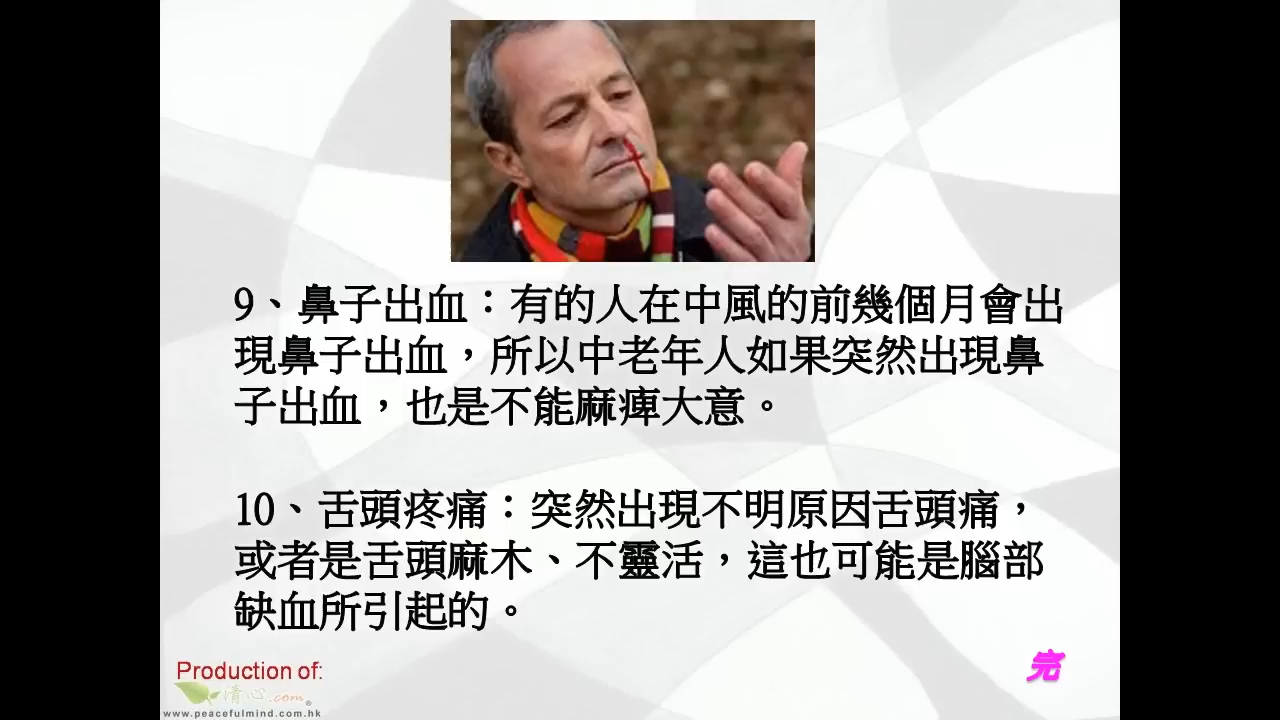 9、鼻子出血：有的人在中風的前幾個月會出
現鼻子出血，所以中老年人如果突然出現鼻
子出血，也是不能麻痺大意。
10、舌頭疼痛：突然出現不明原因舌頭痛，
或者是舌頭麻木、不靈活，這也可能是腦部
缺血所引起的。
Production of:
完
清心.com®
www.peacefulmind.com.hk